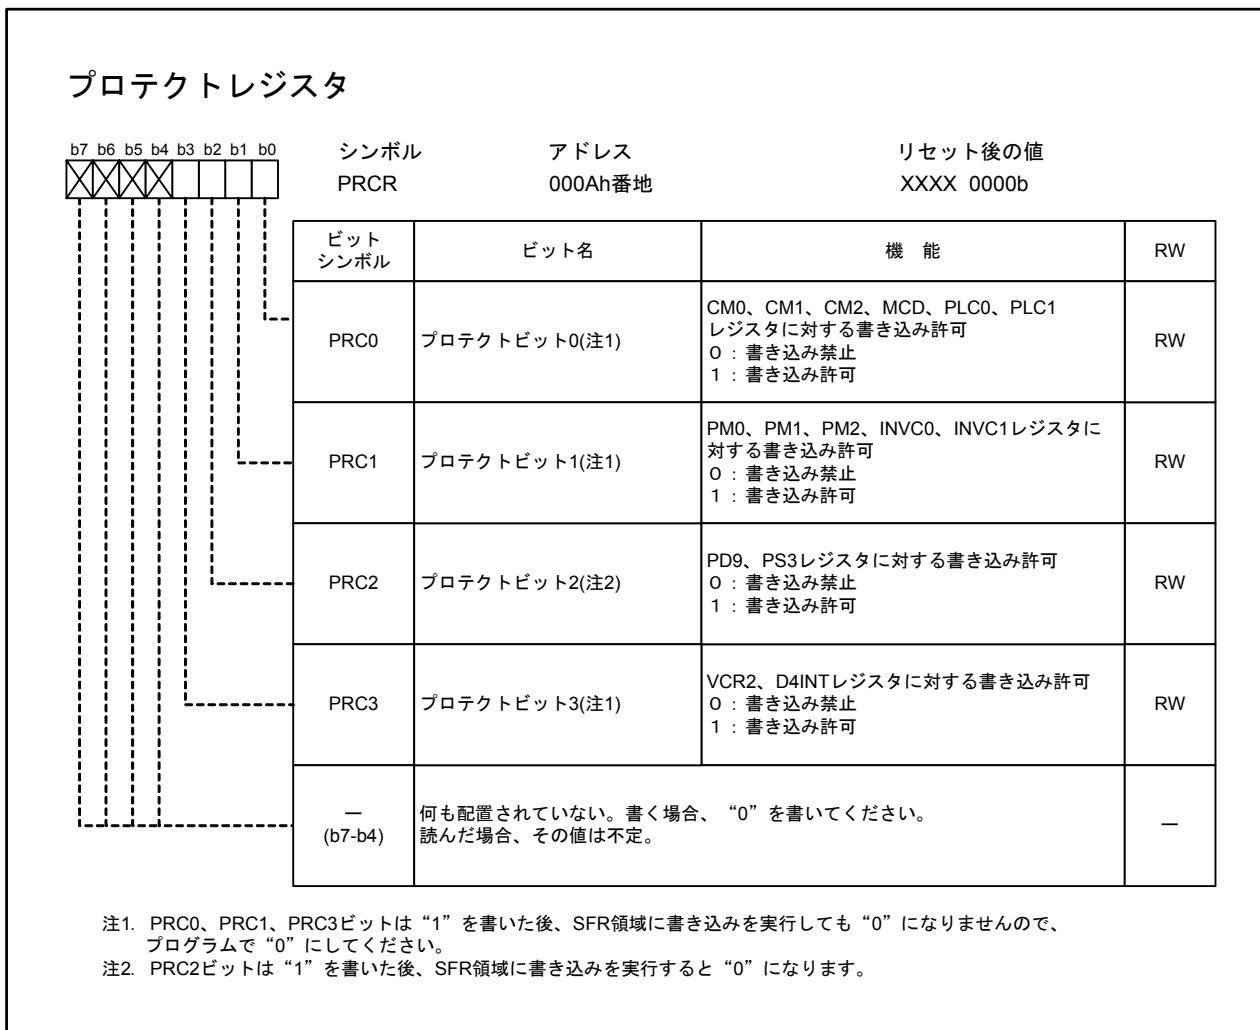 プロテクトレジスタ
b7 b6 b5 b4 b3 b2 b1 b0
シンボル アドレス リセット後の値
PRCR 000Ah番地 XXXX 0000b
ビット
シンボル
ビット名
機 能
RW
PRC0
プロテクトビット0(注1)
CM0、CM1、CM2、MCD、PLC0、PLC1
レジスタに対する書き込み許可
0 : 書き込み禁止
1 : 書き込み許可
RW
PRC1
プロテクトビット1(注1)
PM0、PM1、PM2、INVC0、INVC1レジスタに
対する書き込み許可
0 : 書き込み禁止
1 : 書き込み許可
RW
PRC2
プロテクトビット2(注2)
PD9、PS3レジスタに対する書き込み許可
0 : 書き込み禁止
1 : 書き込み許可
RW
PRC3
プロテクトビット3(注1)
VCR2、D4INTレジスタに対する書き込み許可
0 : 書き込み禁止
1 : 書き込み許可
RW
—
(b7-b4)
何も配置されていない。書く場合、“0”を書いてください。
読んだ場合、その値は不定。
—
注1. PRC0、PRC1、PRC3ビットは“1”を書いた後、SFR領域に書き込みを実行しても“0”になりませんので、
プログラムで“0”にしてください。
注2. PRC2ビットは“1”を書いた後、SFR領域に書き込みを実行すると“0”になります。